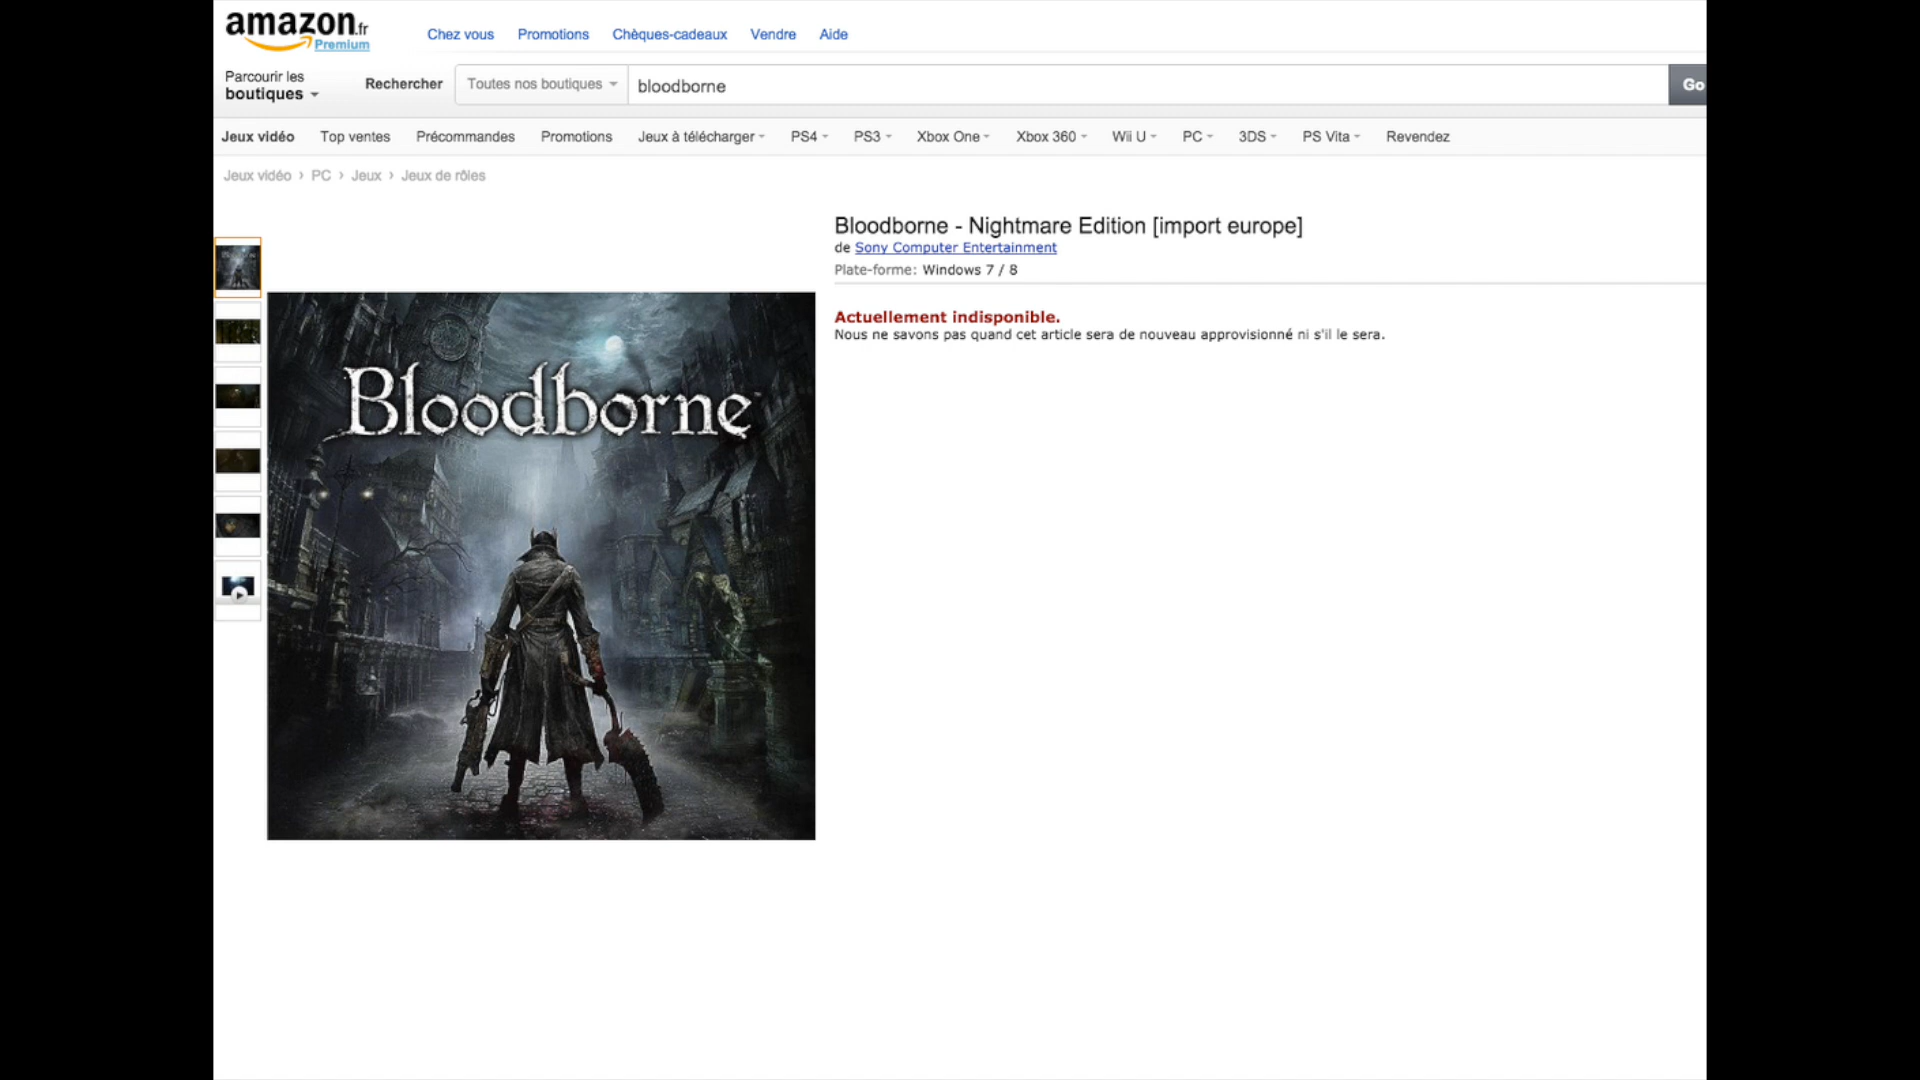 amazon.fr
Premium
Chez vous Promotions Chèques-cadeaux Vendre Aide
Parcourir les
boutiques
Rechercher Toutes nos boutiques bloodborne Go
Jeux vidéo Top ventes Précommandes Promotions Jeux à télécharger PS4 PS3 Xbox One Xbox 360 Wii U PC 3DS PS Vita Revendez
Jeux vidéo › PC › Jeux › Jeux de rôles
Bloodborne - Nightmare Edition [import europe]
de Sony Computer Entertainment
Plate-forme: Windows 7 / 8
Actuellement indisponible.
Nous ne savons pas quand cet article sera de nouveau approvisionné ni s'il le sera.
Bloodborne